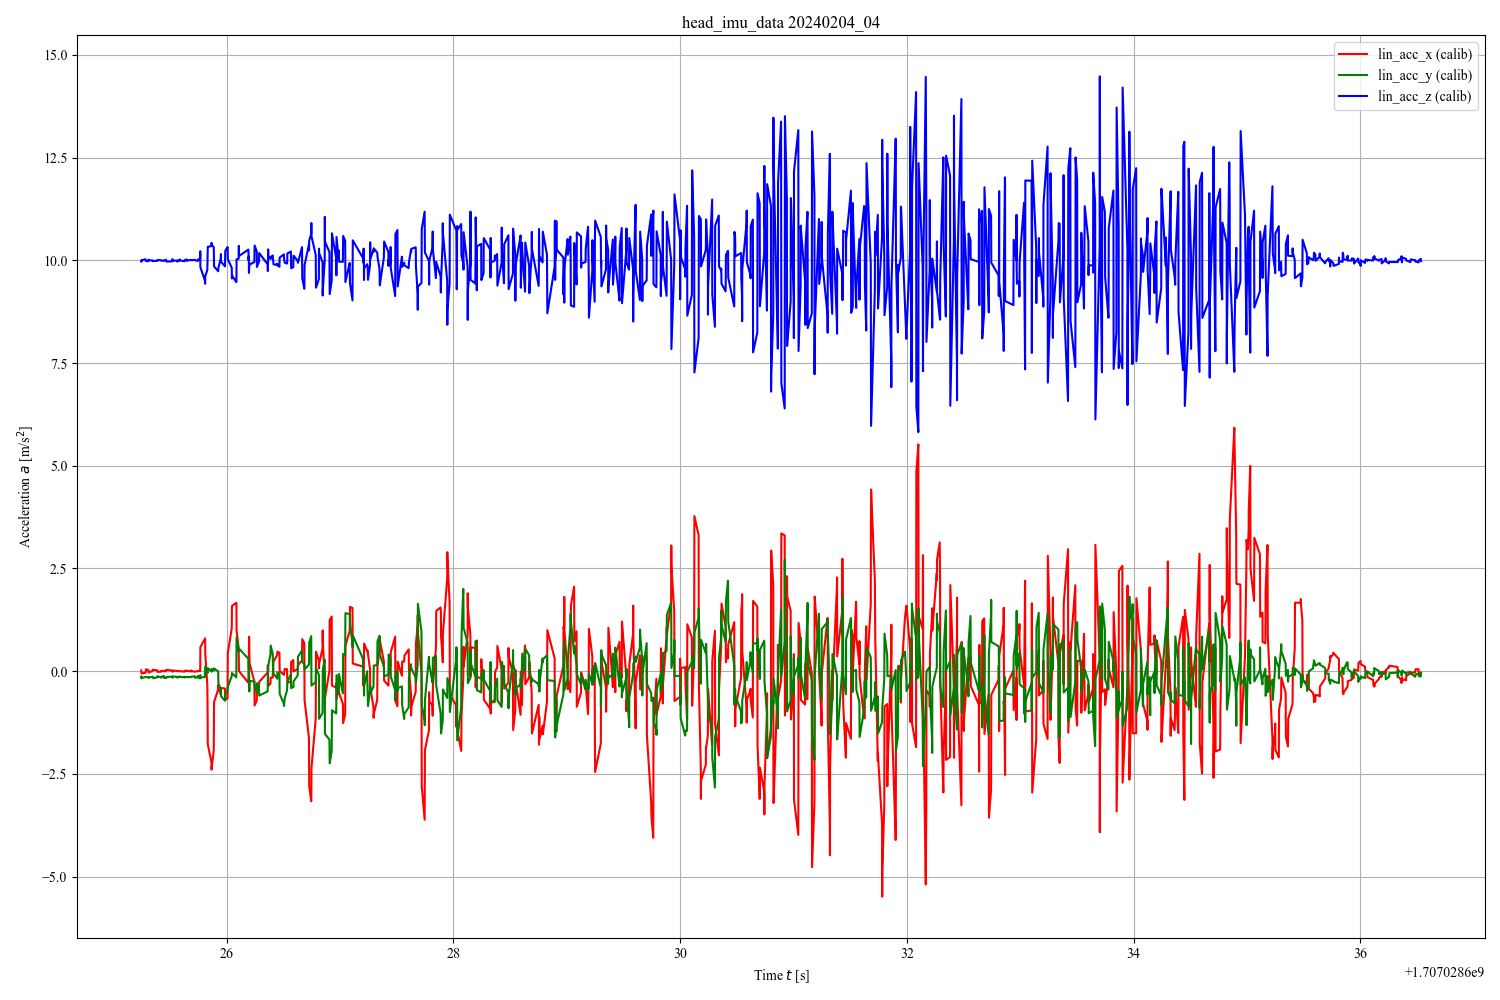 head_imu_data 20240204_04
lin_acc_x (calib)
lin_acc_y (calib)
lin_acc_z (calib)
15.0
12.5
10.0
7.5
5.0
2.5
0.0
−2.5
−5.0
Acceleration a [m/s²]
26 28 30 32 34 36
Time t [s]
+1.7070286e9